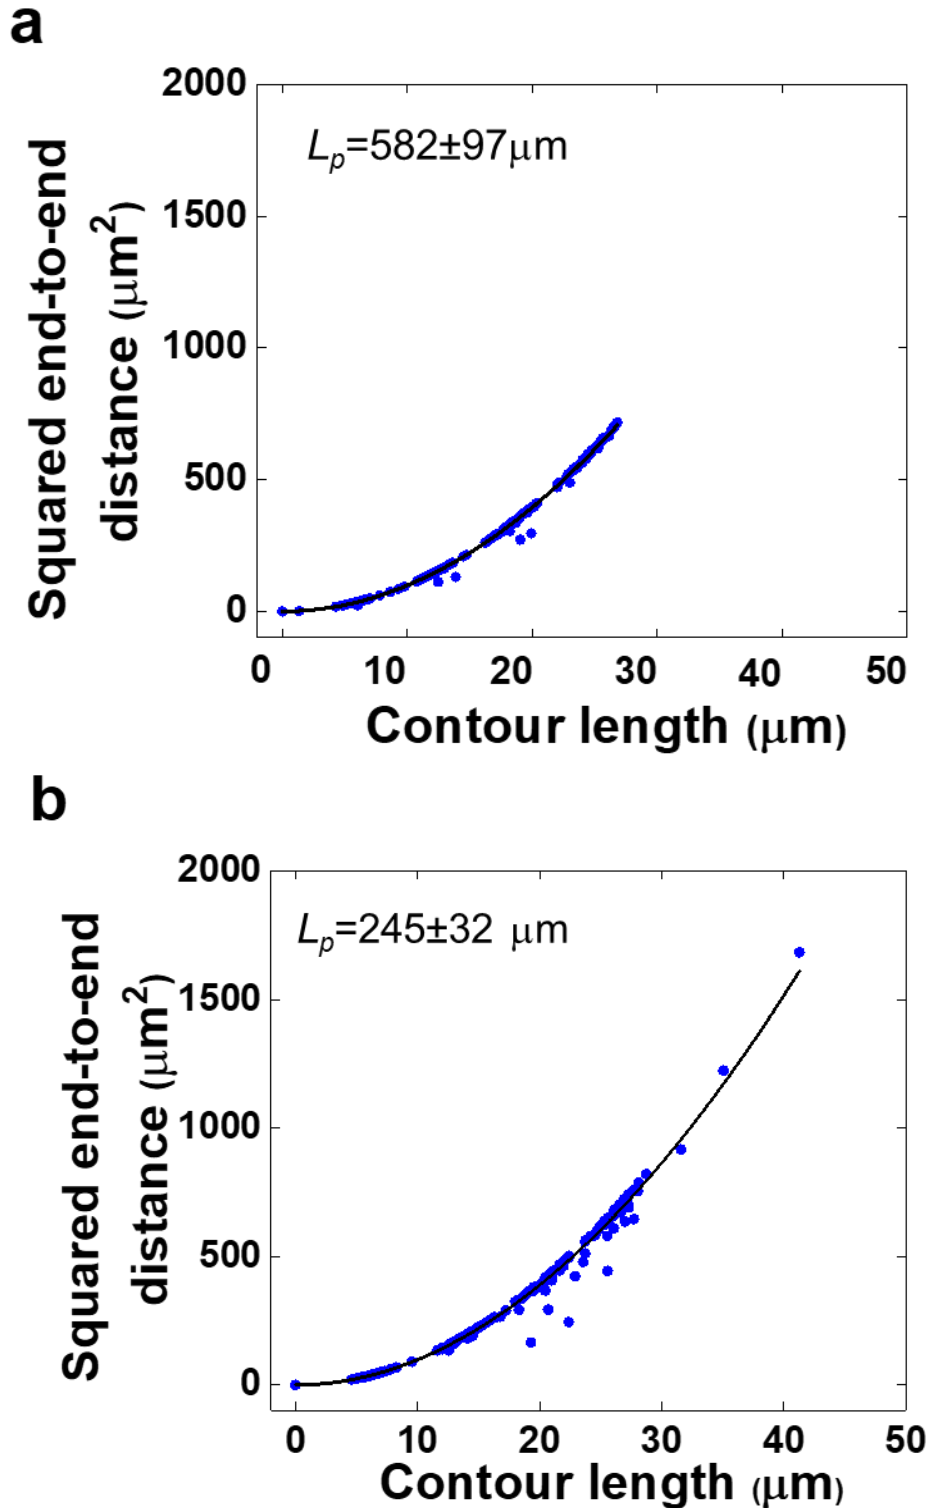 a
Squared end-to-end
distance (μm²)
2000
1500
1000
500
0
Lp=582±97μm
0 10 20 30 40 50
Contour length (μm)
b
Squared end-to-end
distance (μm²)
2000
1500
1000
500
0
Lp=245±32 μm
0 10 20 30 40 50
Contour length (μm)